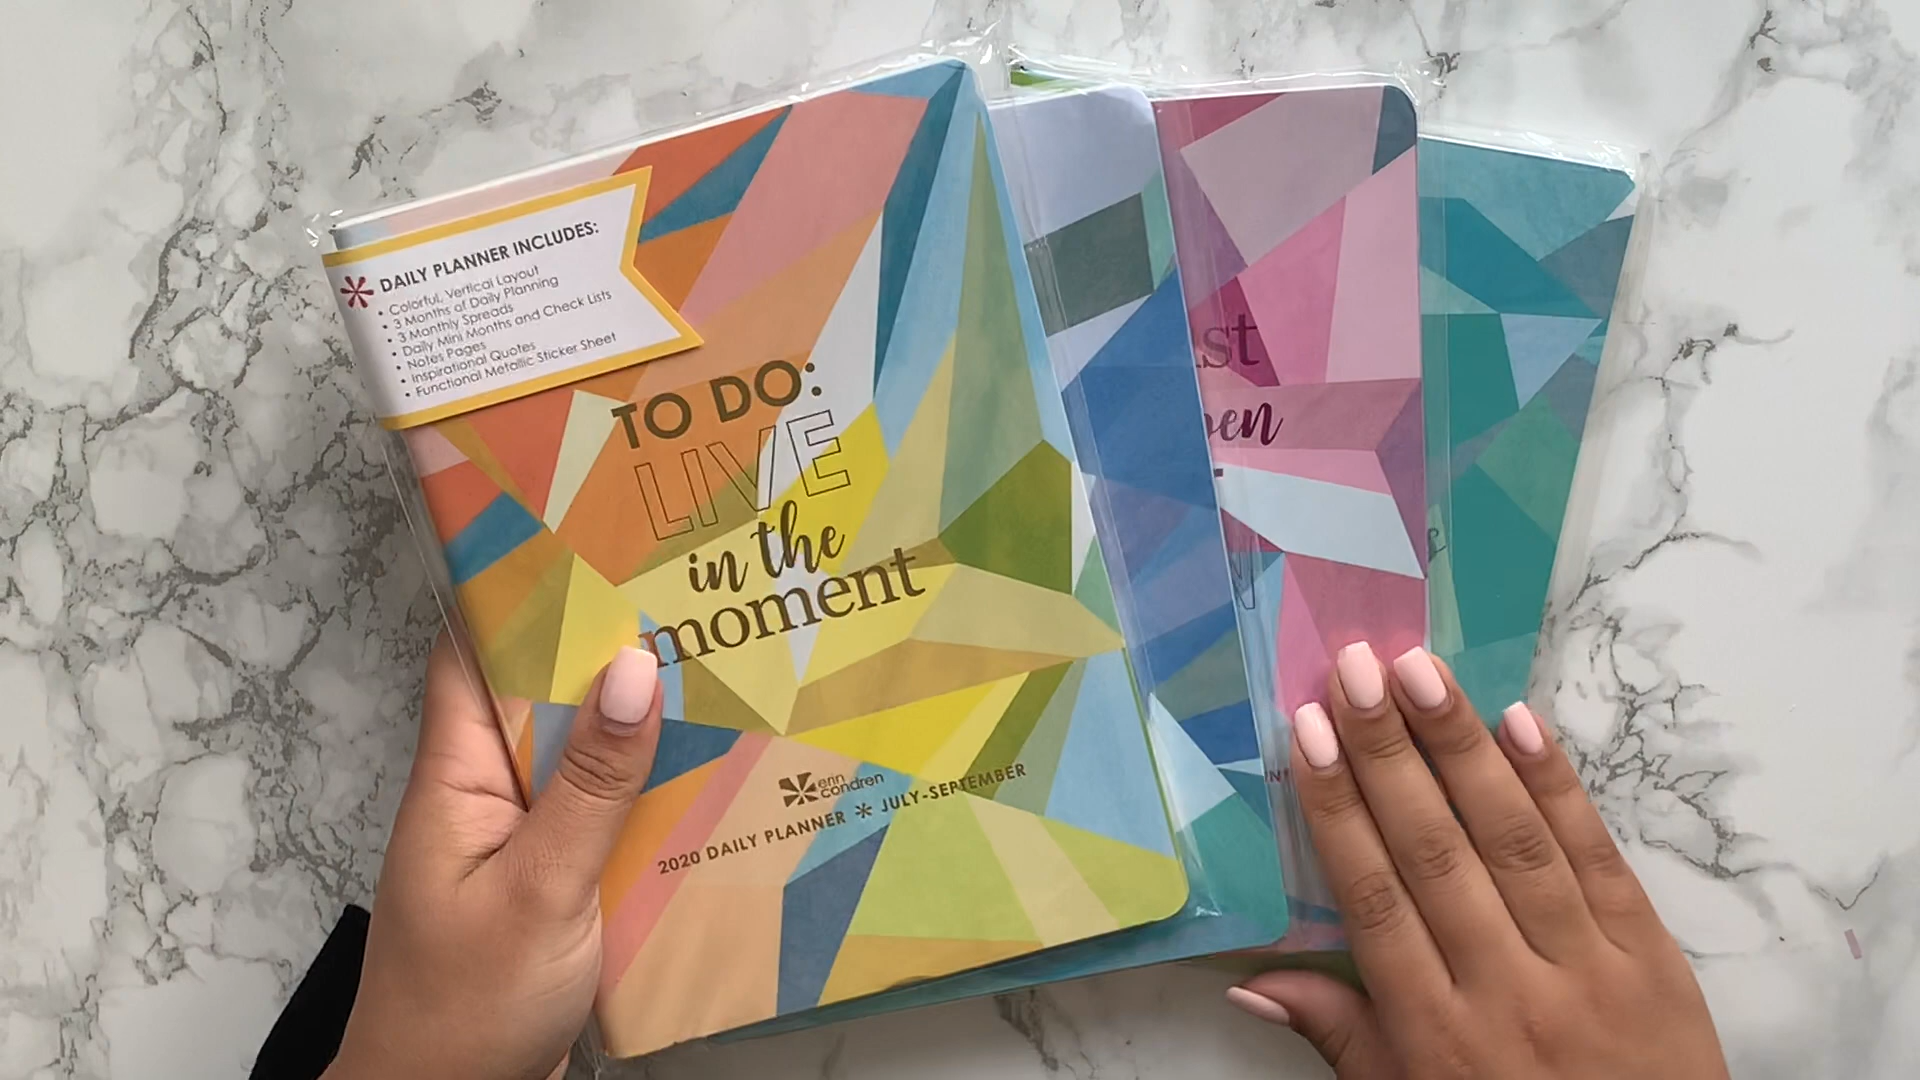 DAILY PLANNER INCLUDES:
• Colorful, Vertical Layout
• 3 Months of Daily Planning
• 3 Monthly Spreads
• Daily Mini Months and Check Lists
• Notes Pages
• Inspirational Quotes
• Functional Metallic Sticker Sheet
TO DO:
LIVE
in the
moment
erin
condren
2020 DAILY PLANNER * JULY-SEPTEMBER